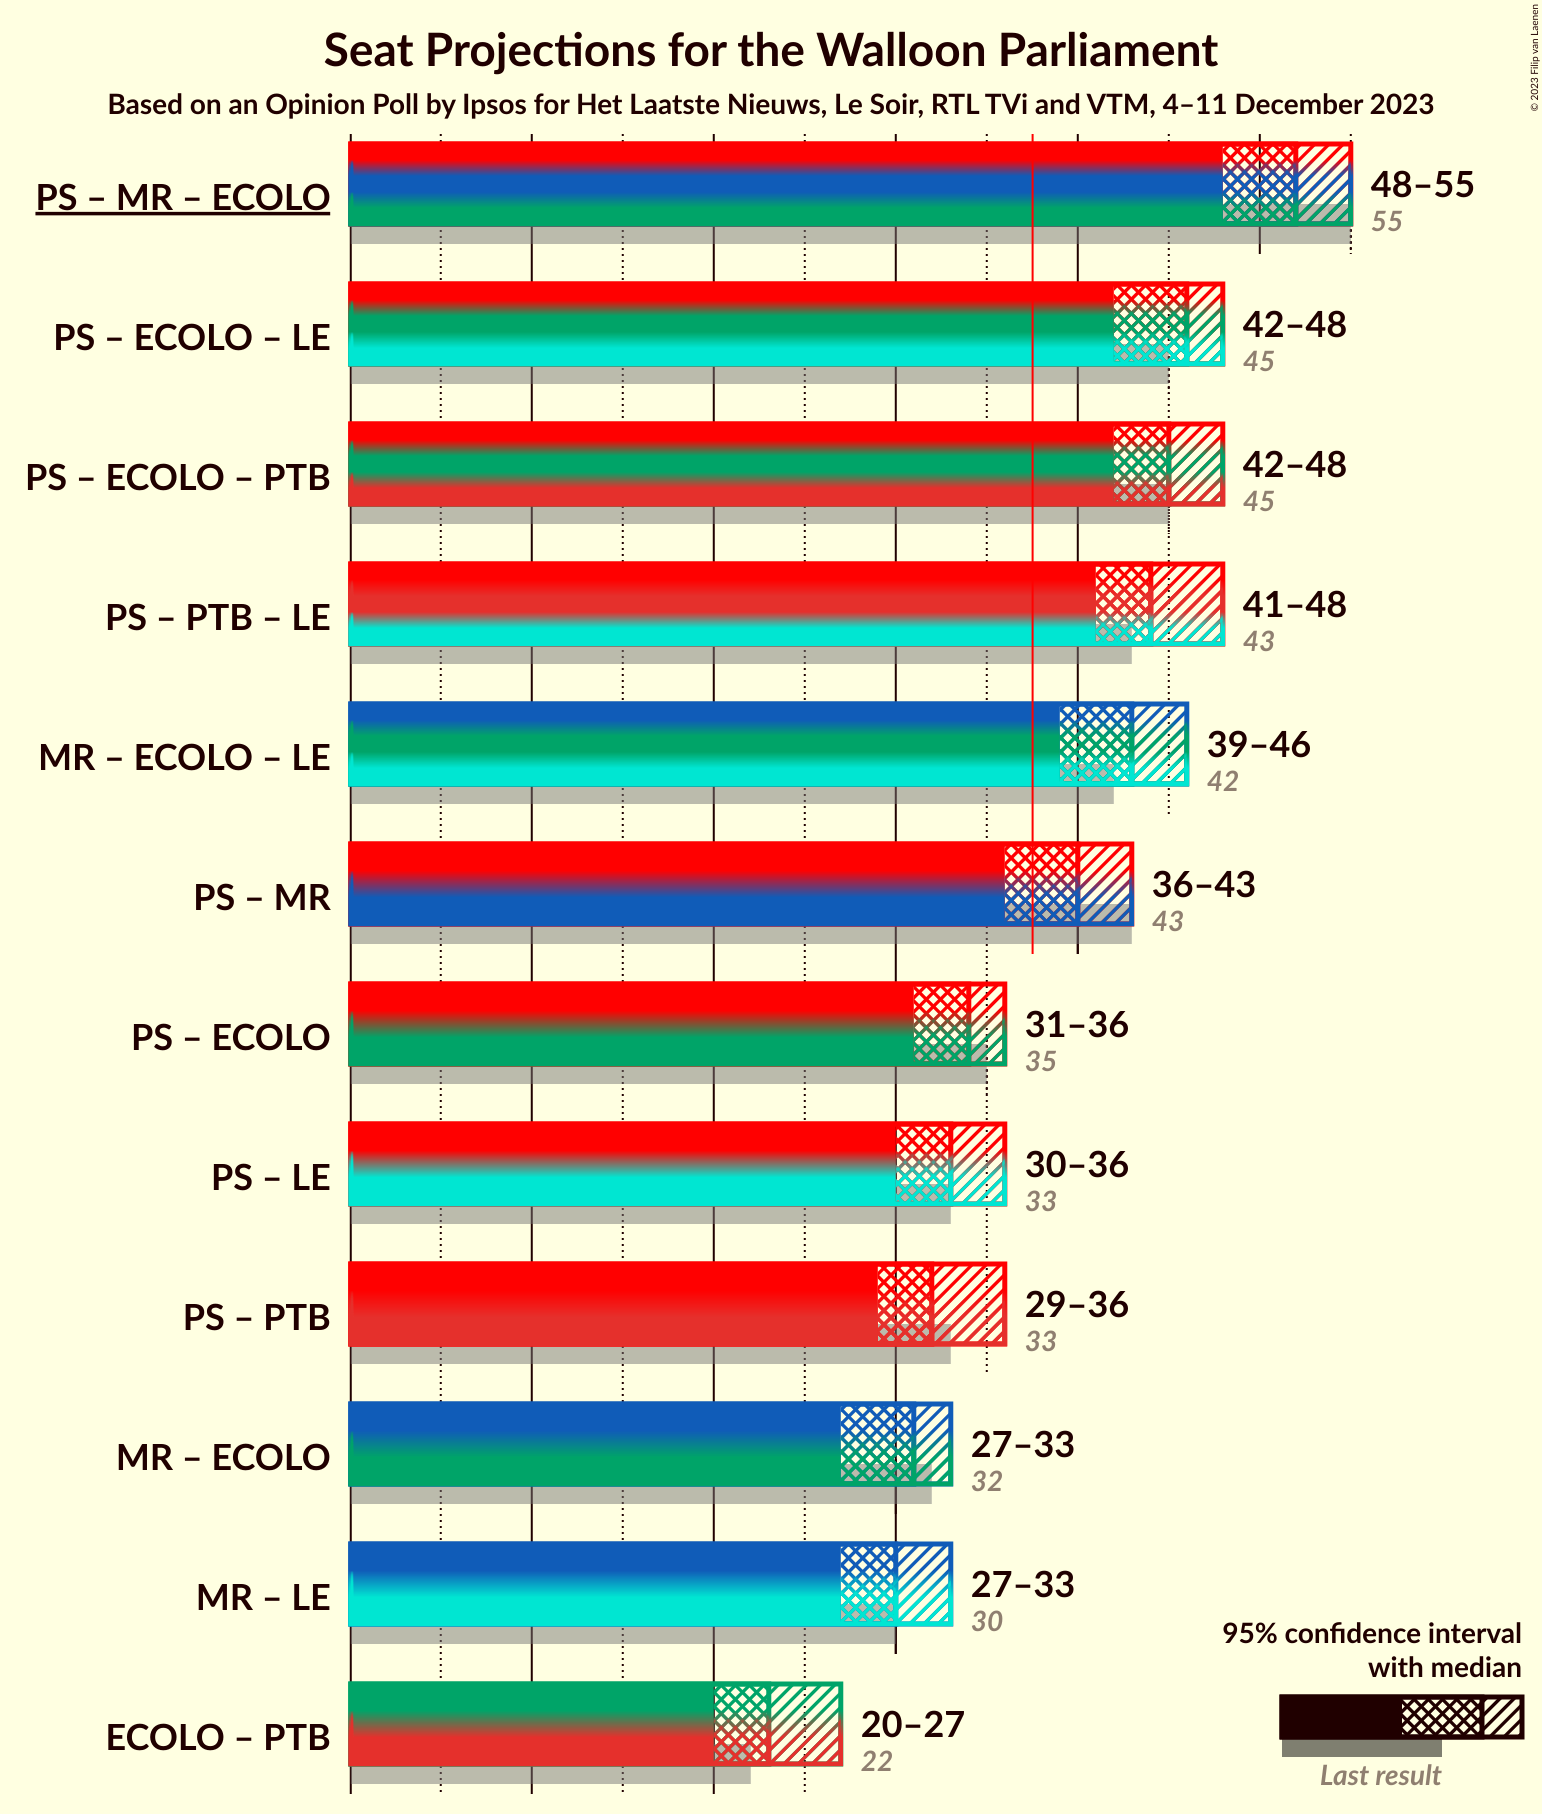 © 2023 Filip van Laenen
Seat Projections for the Walloon Parliament
Based on an Opinion Poll by Ipsos for Het Laatste Nieuws, Le Soir, RTL TVi and VTM, 4–11 December 2023
PS – MR – ECOLO
48–55
55
PS – ECOLO – LE
42–48
45
PS – ECOLO – PTB
42–48
45
PS – PTB – LE
41–48
43
MR – ECOLO – LE
39–46
42
PS – MR
36–43
43
PS – ECOLO
31–36
35
PS – LE
30–36
33
PS – PTB
29–36
33
MR – ECOLO
27–33
32
MR – LE
27–33
30
ECOLO – PTB
20–27
22
95% confidence interval
with median
Last result